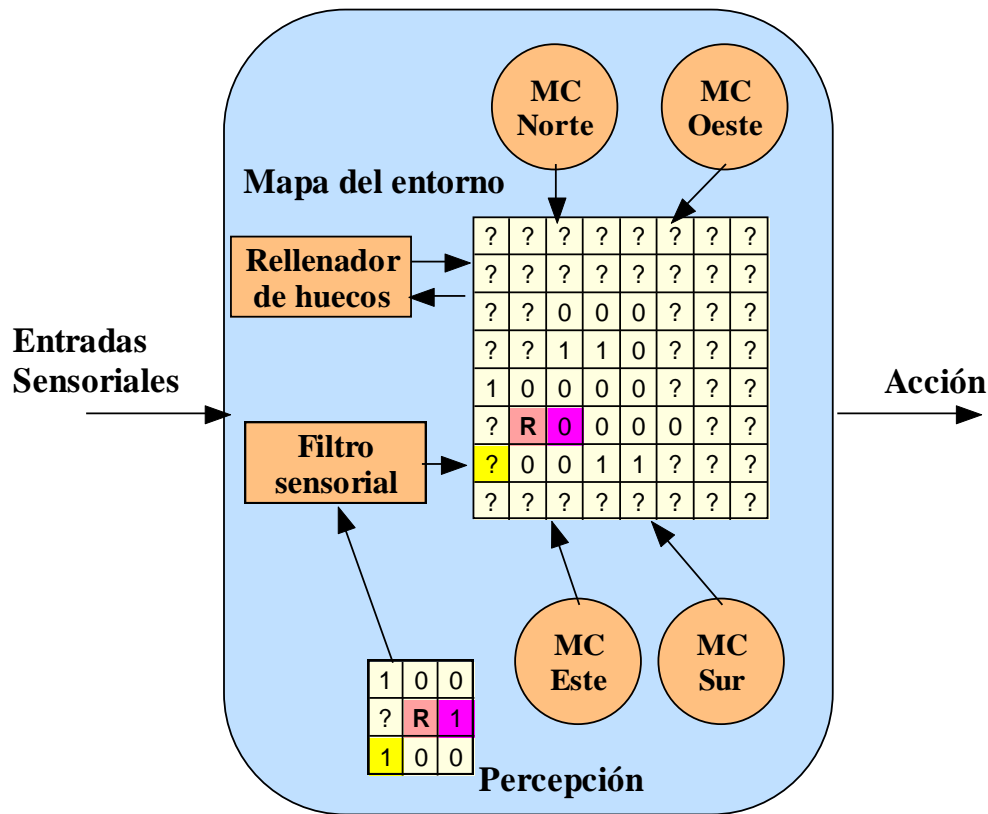 MC
Norte
MC
Oeste
Mapa del entorno
Rellenador
de huecos
? ? ? ? ? ? ? ?
? ? ? ? ? ? ? ?
? ? 0 0 0 ? ? ?
? ? 1 1 0 ? ? ?
1 0 0 0 0 ? ? ?
? R 0 0 0 0 ? ?
? 0 0 1 1 ? ? ?
? ? ? ? ? ? ? ?
Entradas
Sensoriales
Acción
Filtro
sensorial
MC
Este
MC
Sur
1 0 0
? R 1
1 0 0
Percepción